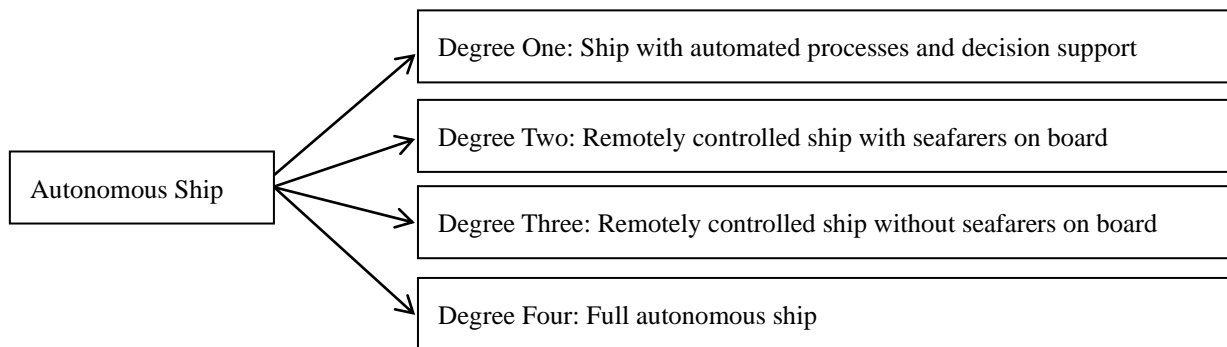 Degree One: Ship with automated processes and decision support
Degree Two: Remotely controlled ship with seafarers on board
Autonomous Ship
Degree Three: Remotely controlled ship without seafarers on board
Degree Four: Full autonomous ship